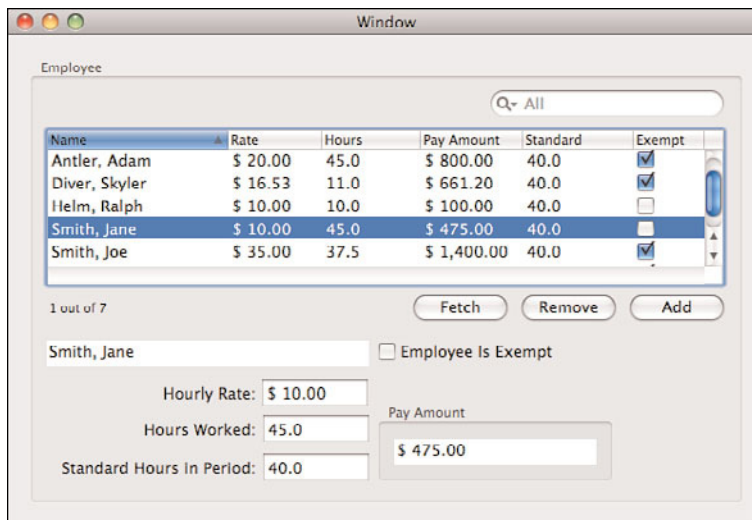 Window
Employee
All
Name Rate Hours Pay Amount Standard Exempt
Antler, Adam $ 20.00 45.0 $ 800.00 40.0
Diver, Skyler $ 16.53 11.0 $ 661.20 40.0
Helm, Ralph $ 10.00 10.0 $ 100.00 40.0
Smith, Jane $ 10.00 45.0 $ 475.00 40.0
Smith, Joe $ 35.00 37.5 $ 1,400.00 40.0
1 out of 7 Fetch Remove Add
Smith, Jane Employee Is Exempt
Hourly Rate: $ 10.00
Hours Worked: 45.0
Standard Hours In Period: 40.0
Pay Amount
$ 475.00